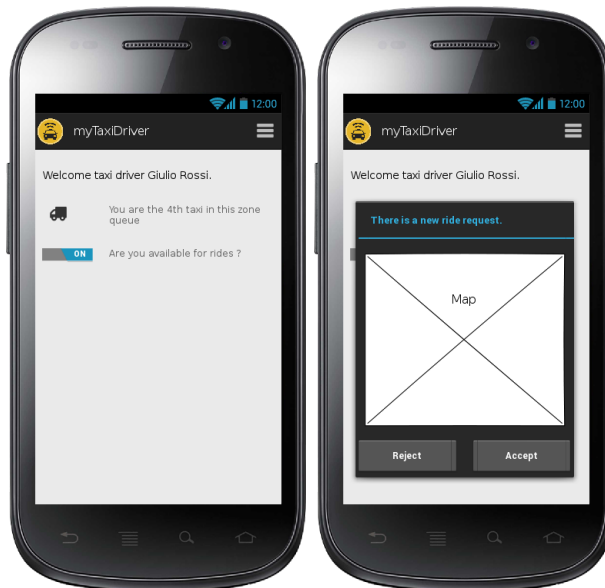 12:00
myTaxiDriver
Welcome taxi driver Giulio Rossi.
You are the 4th taxi in this zone
queue
ON
Are you available for rides ?
12:00
myTaxiDriver
Welcome taxi driver Giulio Rossi.
There is a new ride request.
Map
Reject
Accept